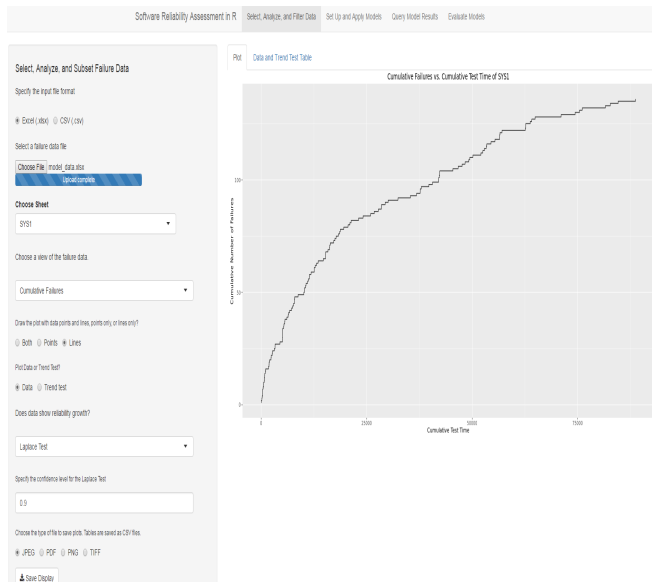 Software Reliability Assessment in R
Select, Analyze, and Filter Data
Set Up and Apply Models
Query Model Results
Evaluate Models
Select, Analyze, and Subset Failure Data
Specify the input file format
Excel (.xlsx) CSV (.csv)
Select a failure data file
Choose File model_data.xlsx
Upload complete
Choose Sheet
SYS1
Choose a view of the failure data
Cumulative Failures
Draw the plot with data points and lines, points only, or lines only?
Both Points Lines
Plot Data or Trend Test?
Data Trend test
Does data show reliability growth?
Laplace Test
Specify the confidence level for the Laplace Test
0.9
Choose the type of file to save plots. Tables are saved as CSV files.
JPEG PDF PNG TIFF
Save Display
Plot
Data and Trend Test Table
Cumulative Failures vs. Cumulative Test Time of SYS1
Cumulative Number of Failures
100
50
0
0 25000 50000 75000
Cumulative Test Time